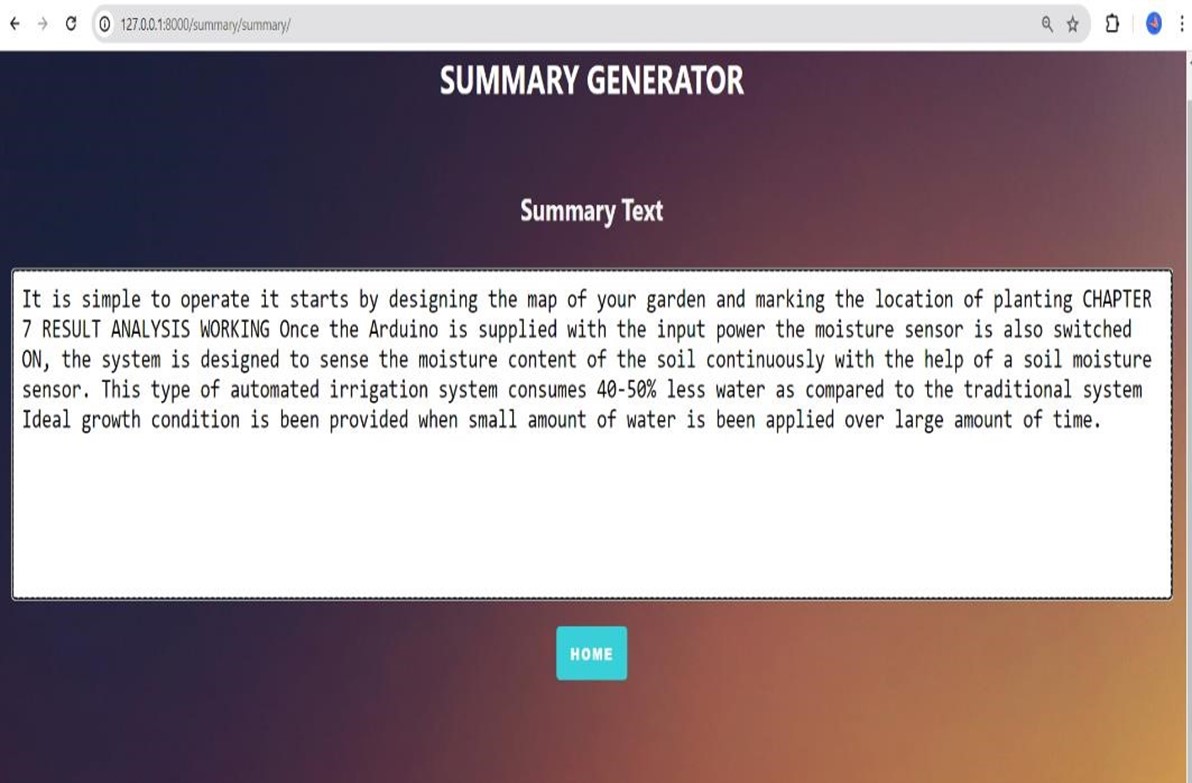 127.0.0.1:8000/summary/summary/
SUMMARY GENERATOR
Summary Text
It is simple to operate it starts by designing the map of your garden and marking the location of planting CHAPTER
7 RESULT ANALYSIS WORKING Once the Arduino is supplied with the input power the moisture sensor is also switched
ON, the system is designed to sense the moisture content of the soil continuously with the help of a soil moisture
sensor. This type of automated irrigation system consumes 40-50% less water as compared to the traditional system
Ideal growth condition is been provided when small amount of water is been applied over large amount of time.
HOME